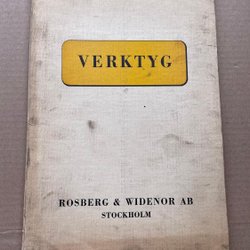 VERKTYG
ROSBERG & WIDENOR AB
STOCKHOLM